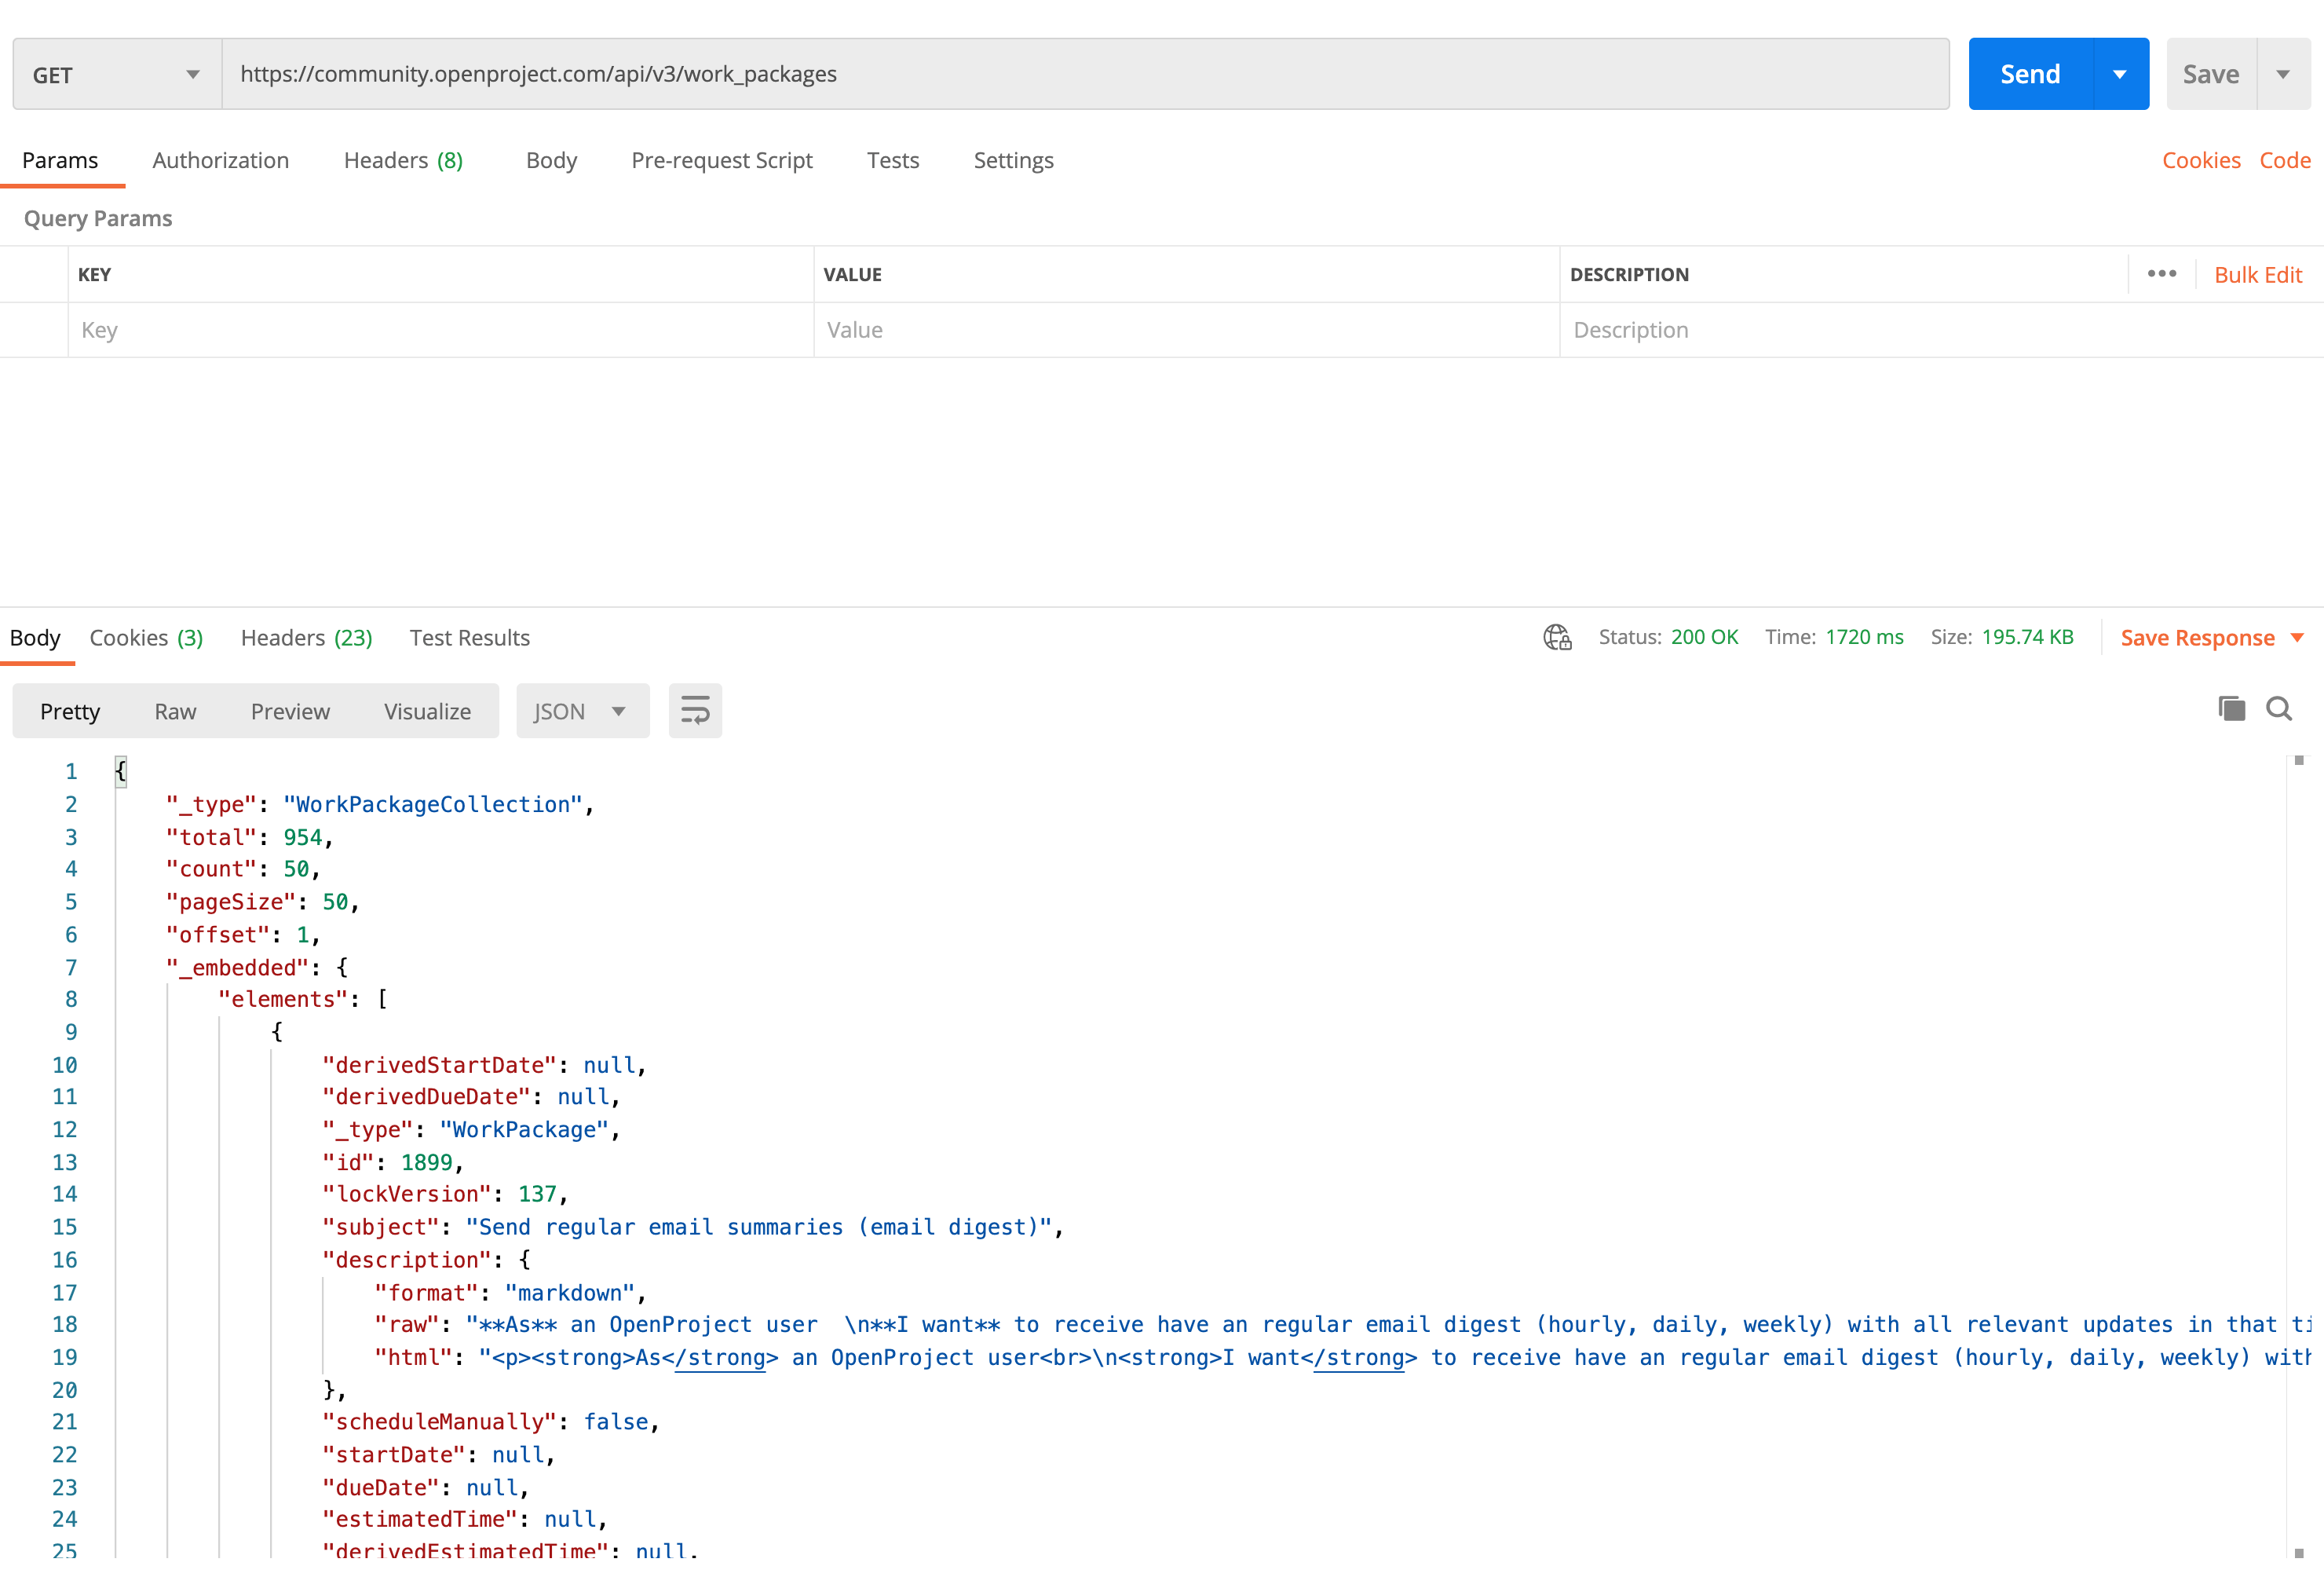 GET https://community.openproject.com/api/v3/work_packages Send Save
Params Authorization Headers (8) Body Pre-request Script Tests Settings Cookies Code
Query Params
KEY VALUE DESCRIPTION ••• Bulk Edit
Key Value Description
Body Cookies (3) Headers (23) Test Results Status: 200 OK Time: 1720 ms Size: 195.74 KB Save Response
Pretty Raw Preview Visualize JSON
1 {
2 "_type": "WorkPackageCollection",
3 "total": 954,
4 "count": 50,
5 "pageSize": 50,
6 "offset": 1,
7 "_embedded": {
8 "elements": [
9 {
10 "derivedStartDate": null,
11 "derivedDueDate": null,
12 "_type": "WorkPackage",
13 "id": 1899,
14 "lockVersion": 137,
15 "subject": "Send regular email summaries (email digest)",
16 "description": {
17 "format": "markdown",
18 "raw": "**As** an OpenProject user  \n**I want** to receive have an regular email digest (hourly, daily, weekly) with all relevant updates in that
19 "html": "<p><strong>As</strong> an OpenProject user<br>\n<strong>I want</strong> to receive have an regular email digest (hourly, daily, weekly) with
20 },
21 "scheduleManually": false,
22 "startDate": null,
23 "dueDate": null,
24 "estimatedTime": null,
25 "derivedEstimatedTime": null,